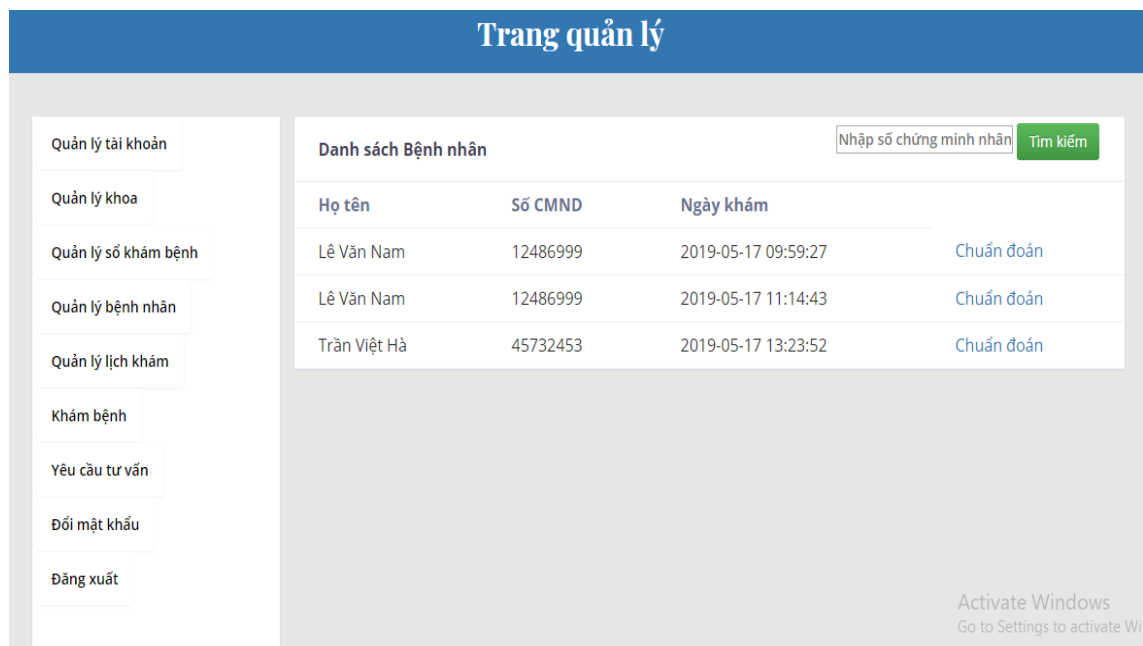 Trang quản lý
Quản lý tài khoản
Quản lý khoa
Quản lý sổ khám bệnh
Quản lý bệnh nhân
Quản lý lịch khám
Khám bệnh
Yêu cầu tư vấn
Đổi mật khẩu
Đăng xuất
Danh sách Bệnh nhân
Nhập số chứng minh nhân
Tìm kiếm
Họ tên Số CMND Ngày khám
Lê Văn Nam 12486999 2019-05-17 09:59:27 Chuẩn đoán
Lê Văn Nam 12486999 2019-05-17 11:14:43 Chuẩn đoán
Trần Việt Hà 45732453 2019-05-17 13:23:52 Chuẩn đoán
Activate Windows
Go to Settings to activate Wi